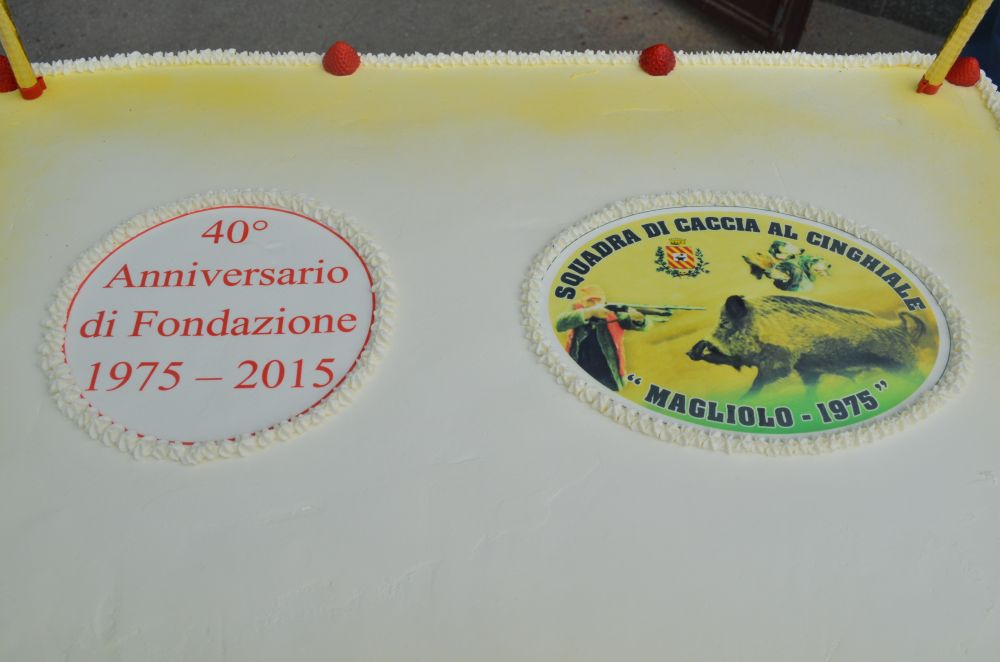 40°
Anniversario
di Fondazione
1975 – 2015
SQUADRA DI CACCIA AL CINGHIALE
“ MAGLIOLO - 1975 ”